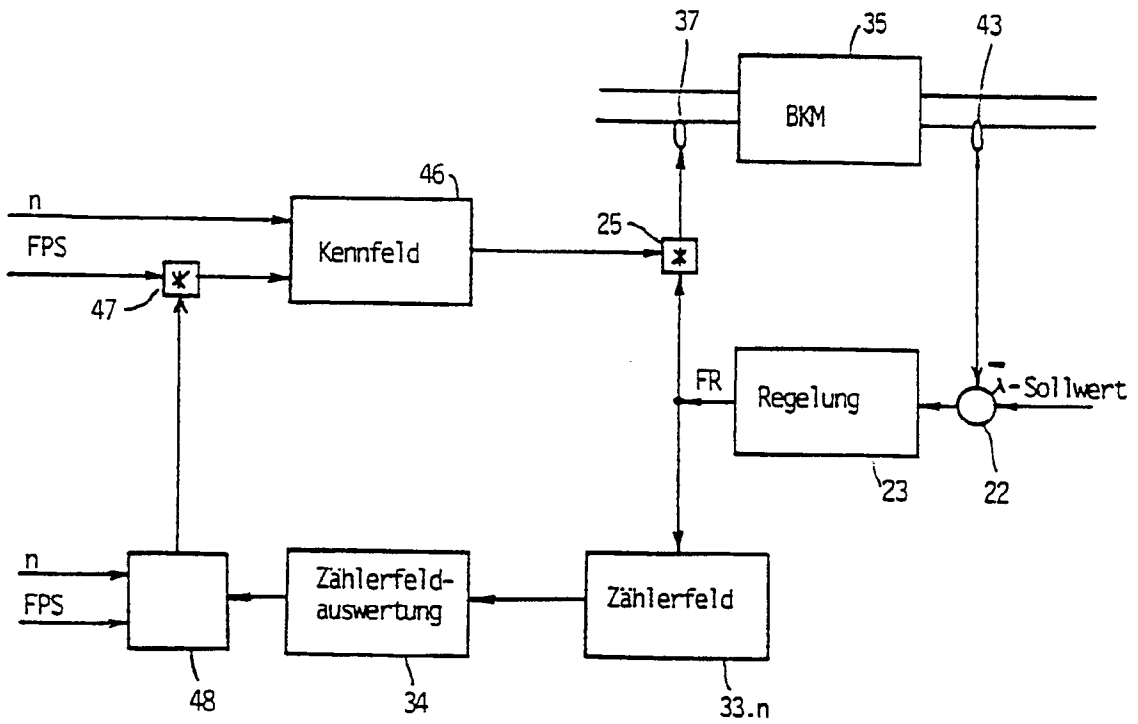 37
35
43
BKM
46
n
25
*
FPS
Kennfeld
*
47
FR
Regelung
-
λ-Sollwert
23
22
n
FPS
Zählerfeld-
auswertung
Zählerfeld
48
34
33.n